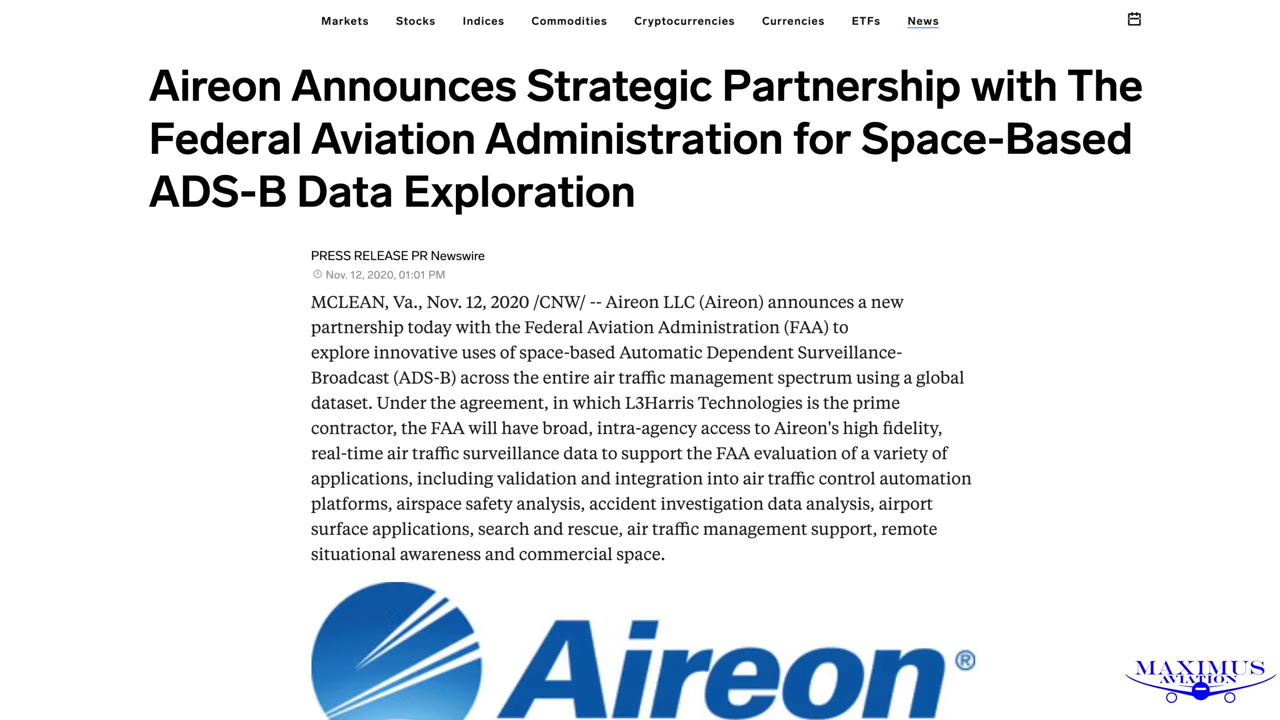 Markets Stocks Indices Commodities Cryptocurrencies Currencies ETFs News
Aireon Announces Strategic Partnership with The
Federal Aviation Administration for Space-Based
ADS-B Data Exploration
PRESS RELEASE PR Newswire
Nov. 12, 2020, 01:01 PM
MCLEAN, Va., Nov. 12, 2020 /CNW/ -- Aireon LLC (Aireon) announces a new
partnership today with the Federal Aviation Administration (FAA) to
explore innovative uses of space-based Automatic Dependent Surveillance-
Broadcast (ADS-B) across the entire air traffic management spectrum using a global
dataset. Under the agreement, in which L3Harris Technologies is the prime
contractor, the FAA will have broad, intra-agency access to Aireon's high fidelity,
real-time air traffic surveillance data to support the FAA evaluation of a variety of
applications, including validation and integration into air traffic control automation
platforms, airspace safety analysis, accident investigation data analysis, airport
surface applications, search and rescue, air traffic management support, remote
situational awareness and commercial space.
Aireon®
MAXIMUS
AVIATION